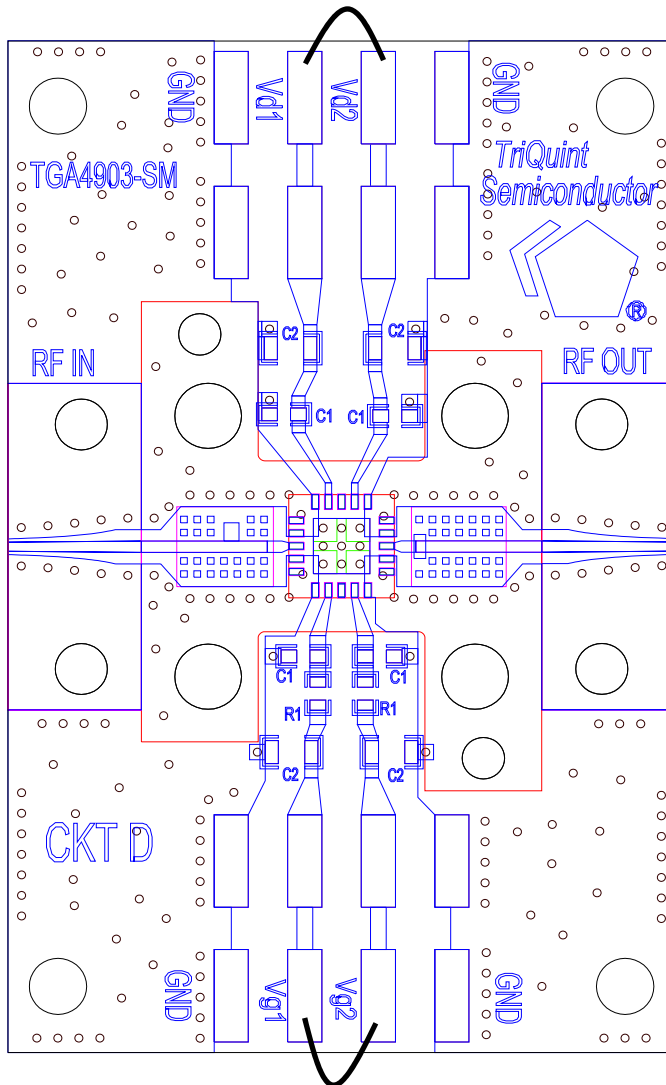 GND
Vd1
Vd2
GND
TGA4903-SM
TriQuint
Semiconductor
®
C2
C2
RF IN
RF OUT
C1
C1
C1
C1
R1
R1
C2
C2
CKT D
GND
Vg1
Vg2
GND